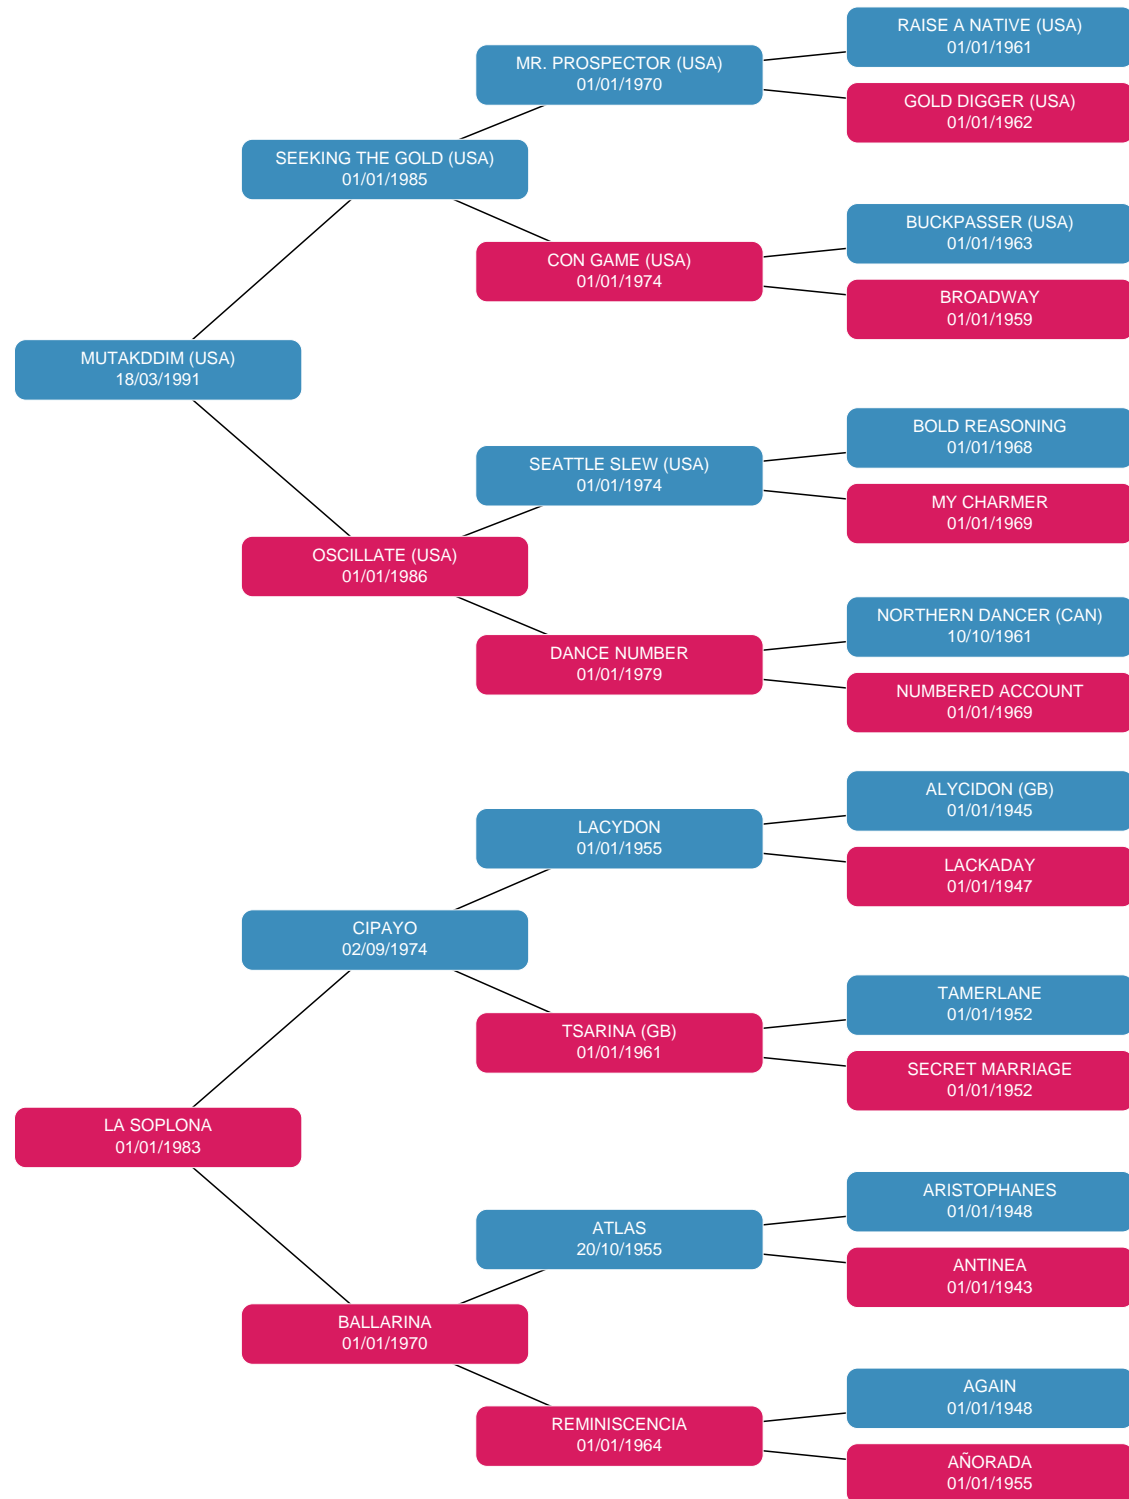 RAISE A NATIVE (USA)
01/01/1961
MR. PROSPECTOR (USA)
01/01/1970
GOLD DIGGER (USA)
01/01/1962
SEEKING THE GOLD (USA)
01/01/1985
BUCKPASSER (USA)
01/01/1963
CON GAME (USA)
01/01/1974
BROADWAY
01/01/1959
MUTAKDDIM (USA)
18/03/1991
BOLD REASONING
01/01/1968
SEATTLE SLEW (USA)
01/01/1974
MY CHARMER
01/01/1969
OSCILLATE (USA)
01/01/1986
NORTHERN DANCER (CAN)
10/10/1961
DANCE NUMBER
01/01/1979
NUMBERED ACCOUNT
01/01/1969
ALYCIDON (GB)
01/01/1945
LACYDON
01/01/1955
LACKADAY
01/01/1947
CIPAYO
02/09/1974
TAMERLANE
01/01/1952
TSARINA (GB)
01/01/1961
SECRET MARRIAGE
01/01/1952
LA SOPLONA
01/01/1983
ARISTOPHANES
01/01/1948
ATLAS
20/10/1955
ANTINEA
01/01/1943
BALLARINA
01/01/1970
AGAIN
01/01/1948
REMINISCENCIA
01/01/1964
AÑORADA
01/01/1955